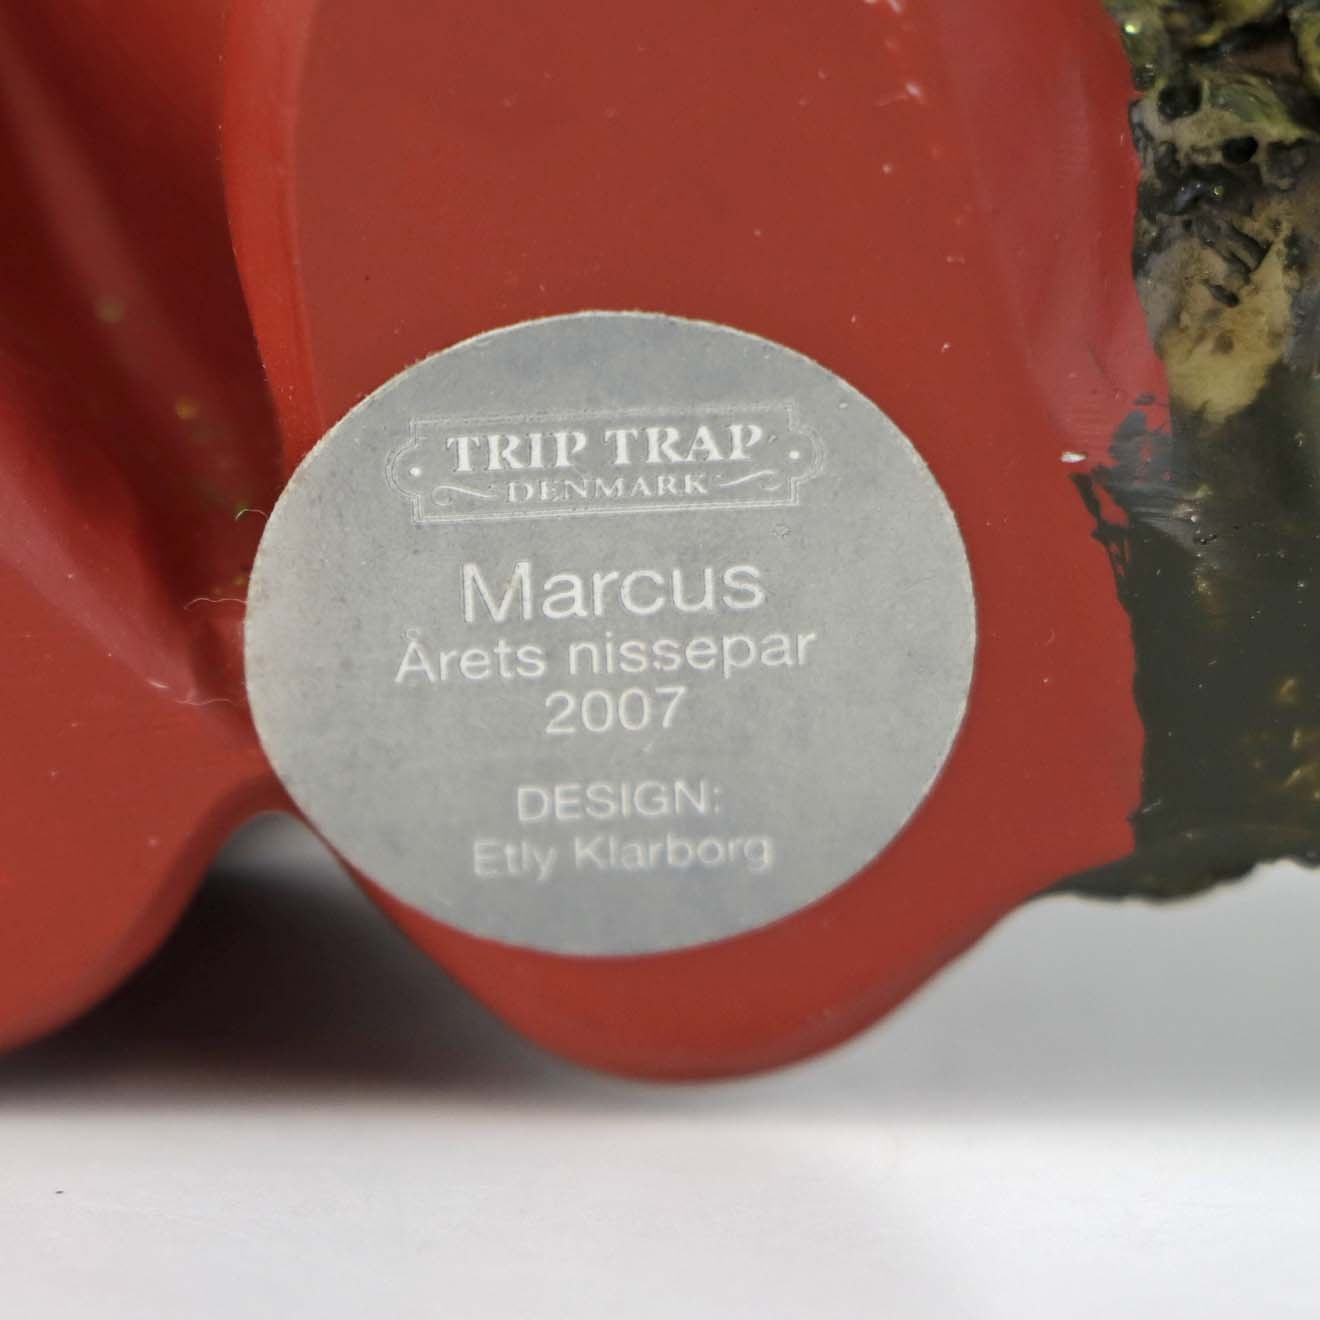 TRIP TRAP
DENMARK
Marcus
Årets nissepar
2007
DESIGN:
Etly Klarborg